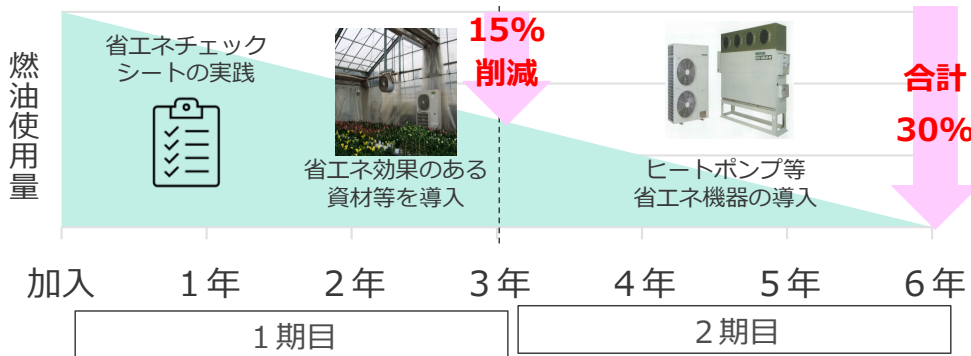 燃油使用量
省エネチェック
シートの実践
省エネ効果のある
資材等を導入
15%
削減
ヒートポンプ等
省エネ機器の導入
合計
30%
加入
１年
２年
３年
４年
５年
６年
１期目
２期目